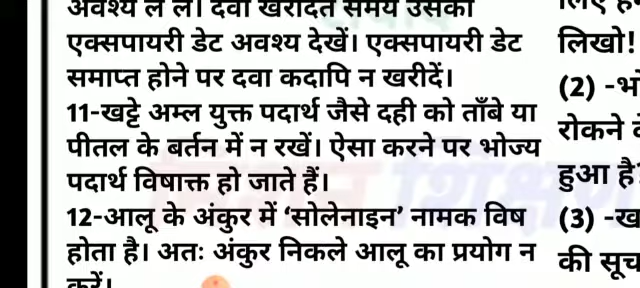 अवश्य ले लें। दवा खरीदते समय उसकी
एक्सपायरी डेट अवश्य देखें। एक्सपायरी डेट
समाप्त होने पर दवा कदापि न खरीदें।
11-खट्टे अम्ल युक्त पदार्थ जैसे दही को ताँबे या
पीतल के बर्तन में न रखें। ऐसा करने पर भोज्य
पदार्थ विषाक्त हो जाते हैं।
12-आलू के अंकुर में ‘सोलेनाइन’ नामक विष
होता है। अतः अंकुर निकले आलू का प्रयोग न
करें।
लिखो!
(2) -
रोकने
हुआ है
(3) -
की